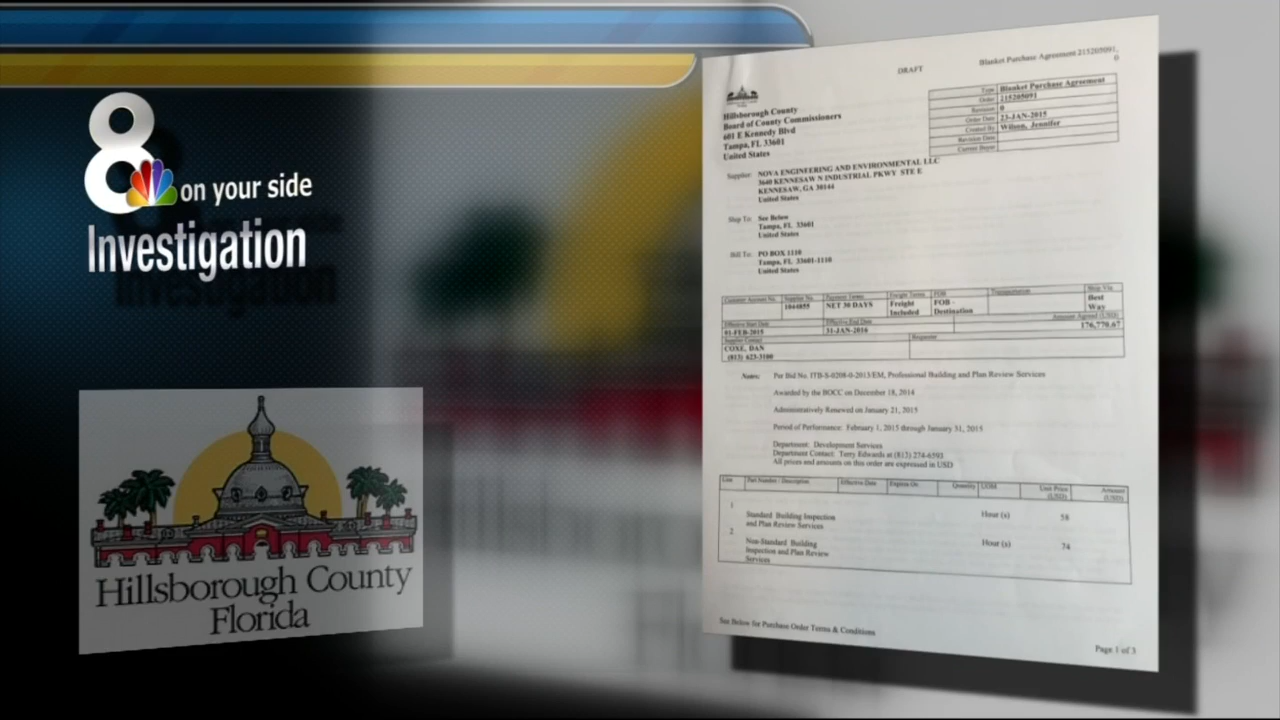 8
on your side
Investigation
Hillsborough County
Florida
DRAFT
Blanket Purchase Agreement 215205091,
0
Hillsborough County
Board of County Commissioners
601 E Kennedy Blvd
Tampa, FL 33601
United States
Type Blanket Purchase Agreement
Order 215205091
Revision 0
Order Date 23-JAN-2015
Created By Wilson, Jennifer
Revision Date
Current Buyer
Supplier: NOVA ENGINEERING AND ENVIRONMENTAL LLC
3640 KENNESAW N INDUSTRIAL PKWY STE E
KENNESAW, GA 30144
United States
Ship To: See Below
Tampa, FL 33601
United States
Bill To: PO BOX 1110
Tampa, FL 33601-1110
United States
Customer Account No. Supplier No. Payment Terms Freight Terms FOB Transportation Ship Via
1044855 NET 30 DAYS Freight Included FOB - Destination Best Way
Effective Start Date Effective End Date Amount Agreed (USD)
01-FEB-2015 31-JAN-2016 176,770.67
Supplier Contact Requester
COXE, DAN
(813) 623-3100
Notes: Per Bid No. ITB-S-0208-0-2013/EM, Professional Building and Plan Review Services
Awarded by the BOCC on December 18, 2014
Administratively Renewed on January 21, 2015
Period of Performance: February 1, 2015 through January 31, 2015
Department: Development Services
Department Contact: Terry Edwards at (813) 274-6593
All prices and amounts on this order are expressed in USD
Line Part Number / Description Effective Date Expires On Quantity UOM Unit Price (USD) Amount (USD)
1 Standard Building Inspection and Plan Review Services Hour (s) 58
2 Non-Standard Building Inspection and Plan Review Services Hour (s) 74
See Below for Purchase Order Terms & Conditions
Page 1 of 3